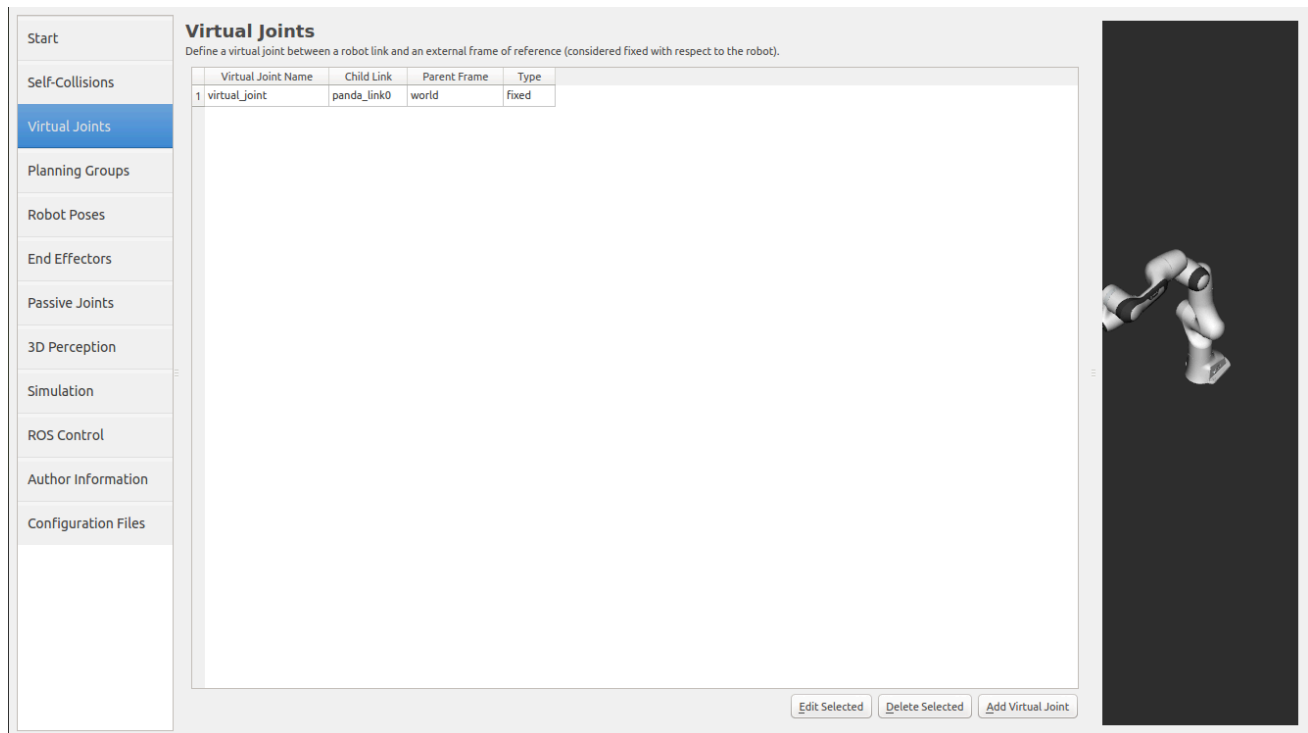 Start
Self-Collisions
Virtual Joints
Planning Groups
Robot Poses
End Effectors
Passive Joints
3D Perception
Simulation
ROS Control
Author Information
Configuration Files
Virtual Joints
Define a virtual joint between a robot link and an external frame of reference (considered fixed with respect to the robot).
Virtual Joint Name Child Link Parent Frame Type
1 virtual_joint panda_link0 world fixed
Edit Selected Delete Selected Add Virtual Joint